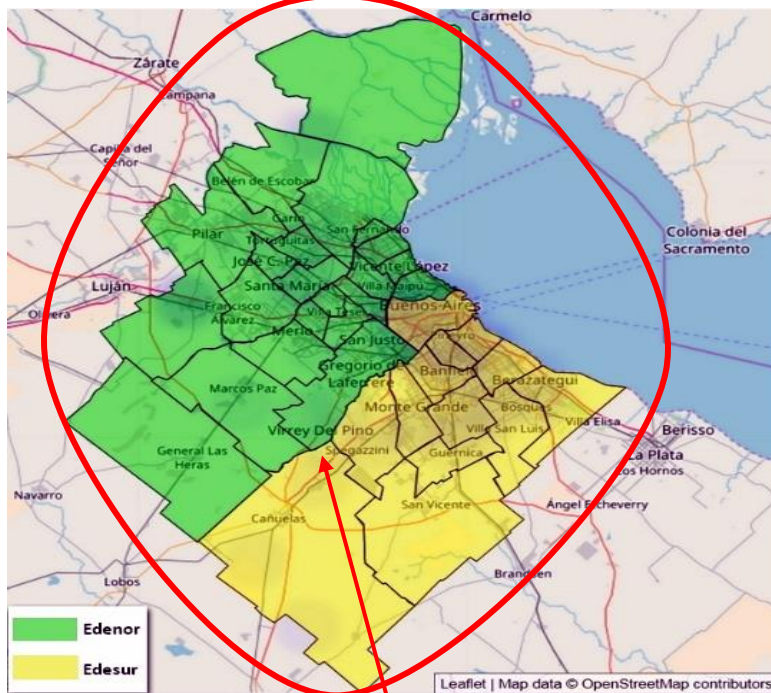 Carmelo
Zárate
Campana
Capilla del
Señor
Belén de Escobar
Garín
San Fernando
Pilar
Tortuguitas
Colonia del
Sacramento
José C. Paz
Vicente López
Luján
Santa María
Villa Maipú
Olivera
Francisco
Álvarez
Villa Tesei
Buenos Aires
Merlo
San Justo
Gregorio de
Laferrere
Banfield
Berazategui
Marcos Paz
Monte Grande
Bosques
Virrey Del Pino
Villa San Luis
Villa Elisa
Berisso
General Las
Heras
Spegazzini
Guernica
La Plata
Los Hornos
Navarro
San Vicente
Ángel Etcheverry
Cañuelas
Lobos
Brandsen
Edenor
Edesur
Leaflet | Map data © OpenStreetMap contributors